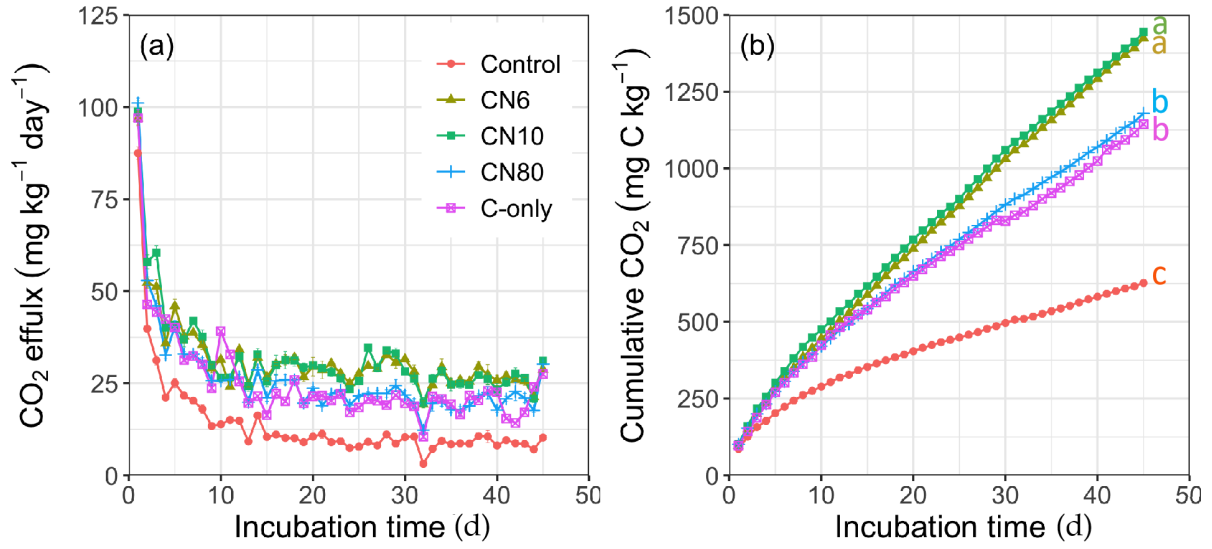 CO₂ effulx (mg kg⁻¹ day⁻¹)
125
100
75
50
25
0
(a)
Control
CN6
CN10
CN80
C-only
0 10 20 30 40 50
Incubation time (d)
Cumulative CO₂ (mg C kg⁻¹)
1500
1250
1000
750
500
250
0
(b)
a
a
b
b
c
0 10 20 30 40 50
Incubation time (d)